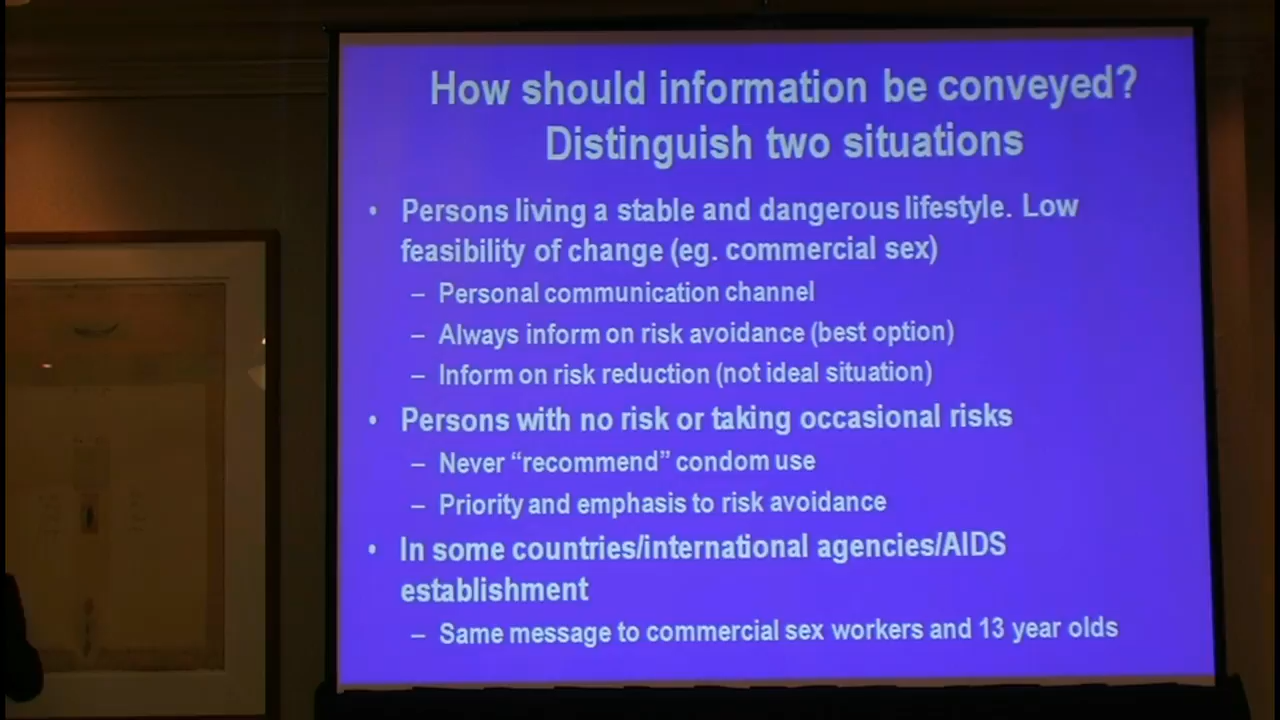 How should information be conveyed?
Distinguish two situations
• Persons living a stable and dangerous lifestyle. Low
feasibility of change (eg. commercial sex)
– Personal communication channel
– Always inform on risk avoidance (best option)
– Inform on risk reduction (not ideal situation)
• Persons with no risk or taking occasional risks
– Never “recommend” condom use
– Priority and emphasis to risk avoidance
• In some countries/international agencies/AIDS
establishment
– Same message to commercial sex workers and 13 year olds